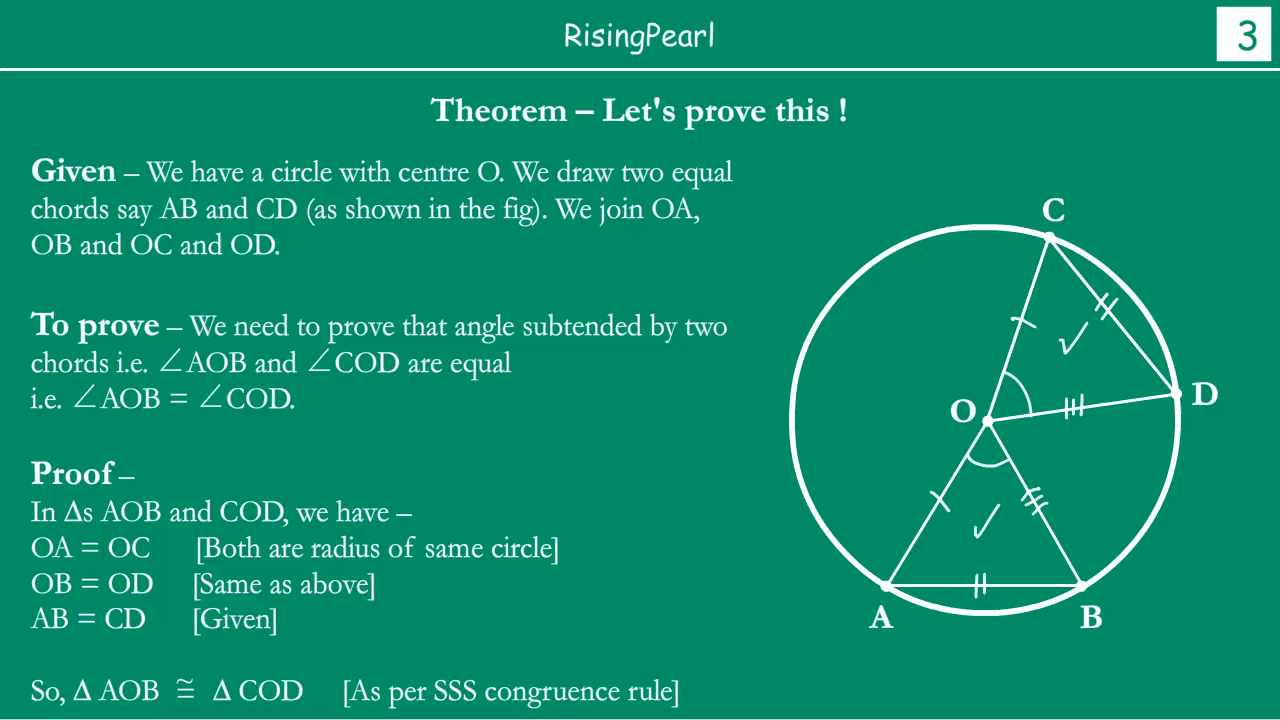 RisingPearl
3
Theorem – Let's prove this !
Given – We have a circle with centre O. We draw two equal
chords say AB and CD (as shown in the fig). We join OA,
OB and OC and OD.
To prove – We need to prove that angle subtended by two
chords i.e. ∠AOB and ∠COD are equal
i.e. ∠AOB = ∠COD.
Proof –
In Δs AOB and COD, we have –
OA = OC [Both are radius of same circle]
OB = OD [Same as above]
AB = CD [Given]
So, Δ AOB ≅ Δ COD [As per SSS congruence rule]
C
D
O
A
B